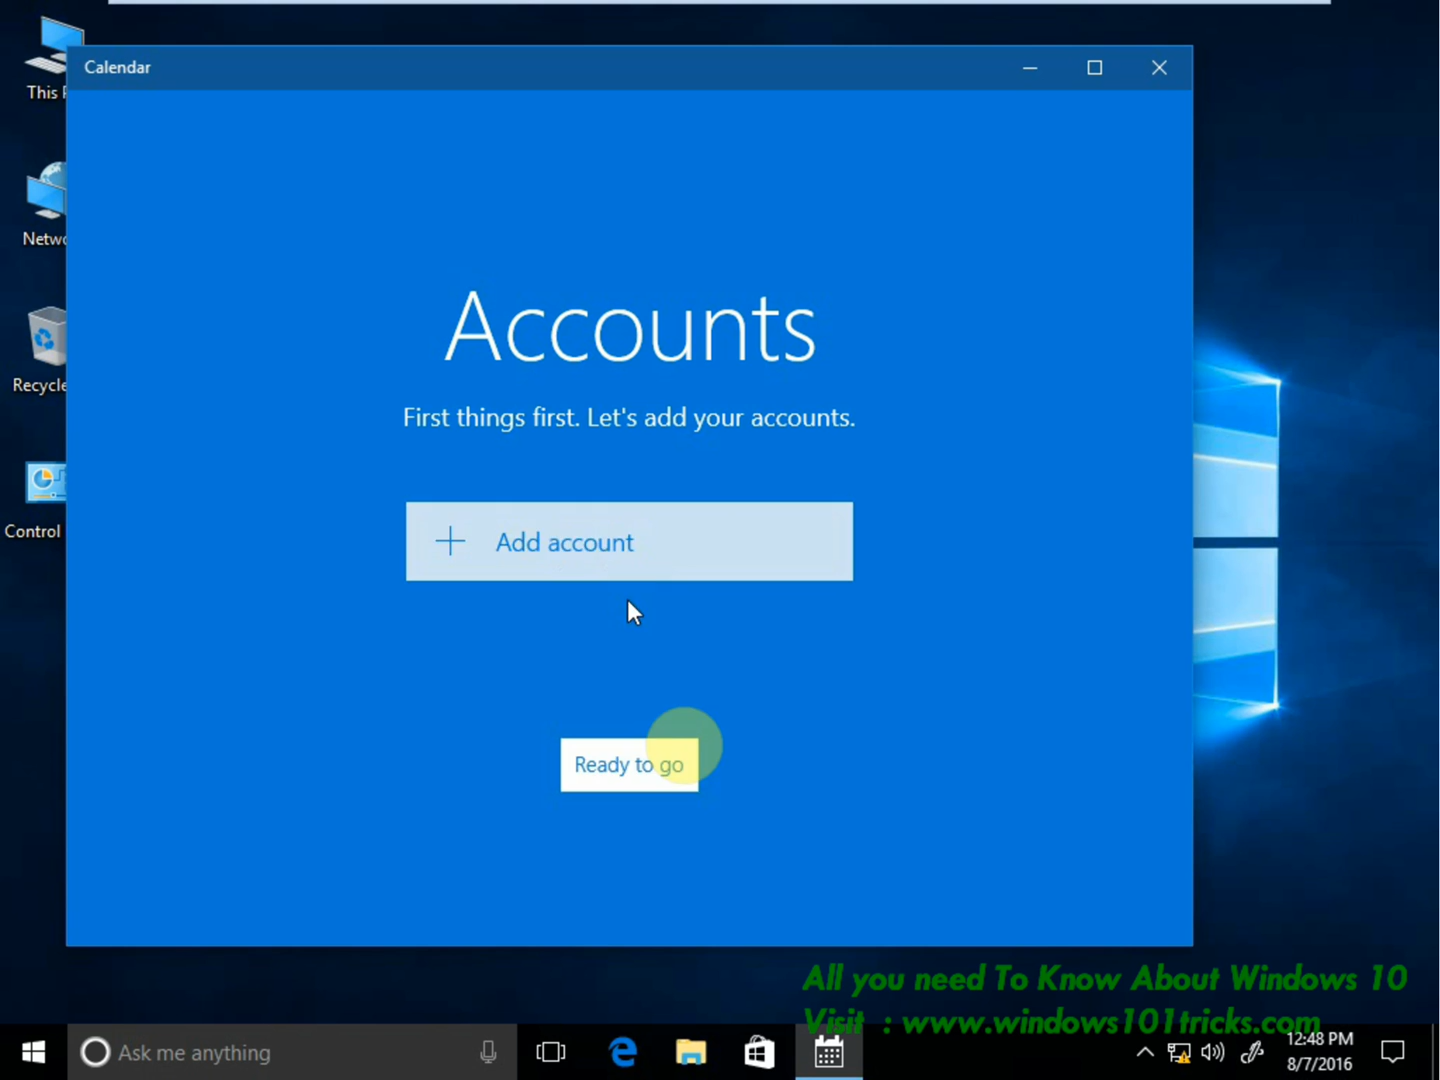 This P
Calendar
Netwo
Recycle
Control
Accounts
First things first. Let's add your accounts.
Add account
Ready to go
All you need To Know About Windows 10
Visit : www.windows101tricks.com
Ask me anything
12:48 PM
8/7/2016